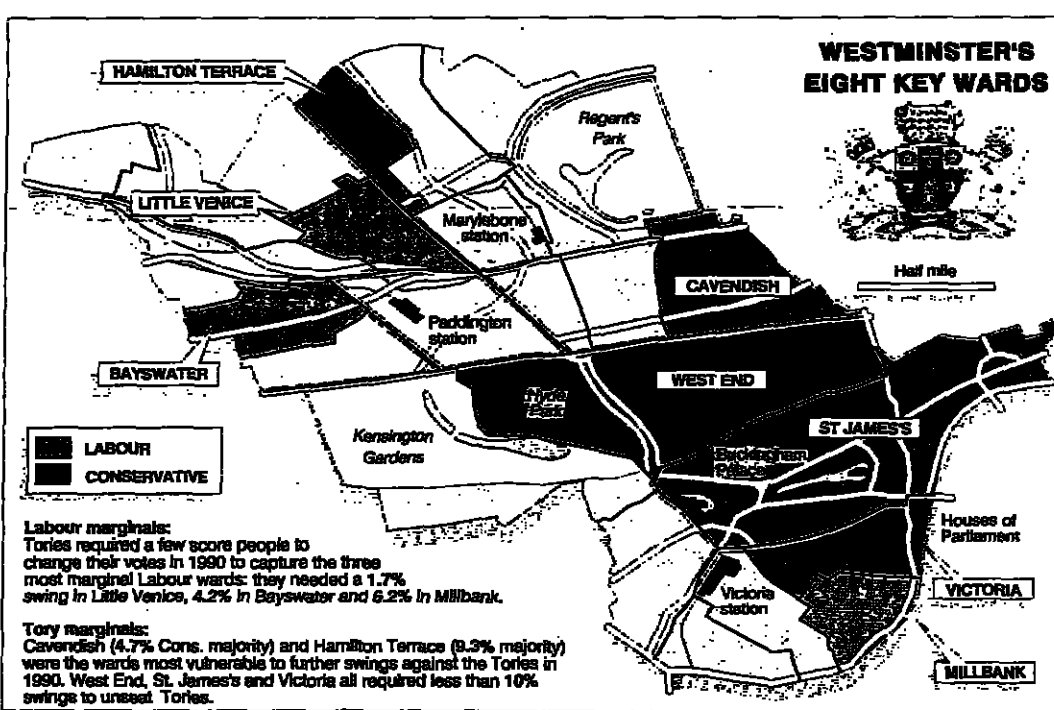 WESTMINSTER'S
EIGHT KEY WARDS
HAMILTON TERRACE
Regent's
Park
LITTLE VENICE
Marylebone
station
Half mile
CAVENDISH
Paddington
station
BAYSWATER
WEST END
Hyde
Park
ST JAMES'S
Kensington
Gardens
Buckingham
Palace
LABOUR
CONSERVATIVE
Houses of
Parliament
Victoria
station
VICTORIA
MILLBANK
Labour marginals:
Tories required a few score people to
change their votes in 1990 to capture the three
most marginal Labour wards: they needed a 1.7%
swing in Little Venice, 4.2% in Bayswater and 6.2% in Millbank.
Tory marginals:
Cavendish (4.7% Cons. majority) and Hamilton Terrace (9.3% majority)
were the wards most vulnerable to further swings against the Tories in
1990. West End, St. James's and Victoria all required less than 10%
swings to unseat Tories.